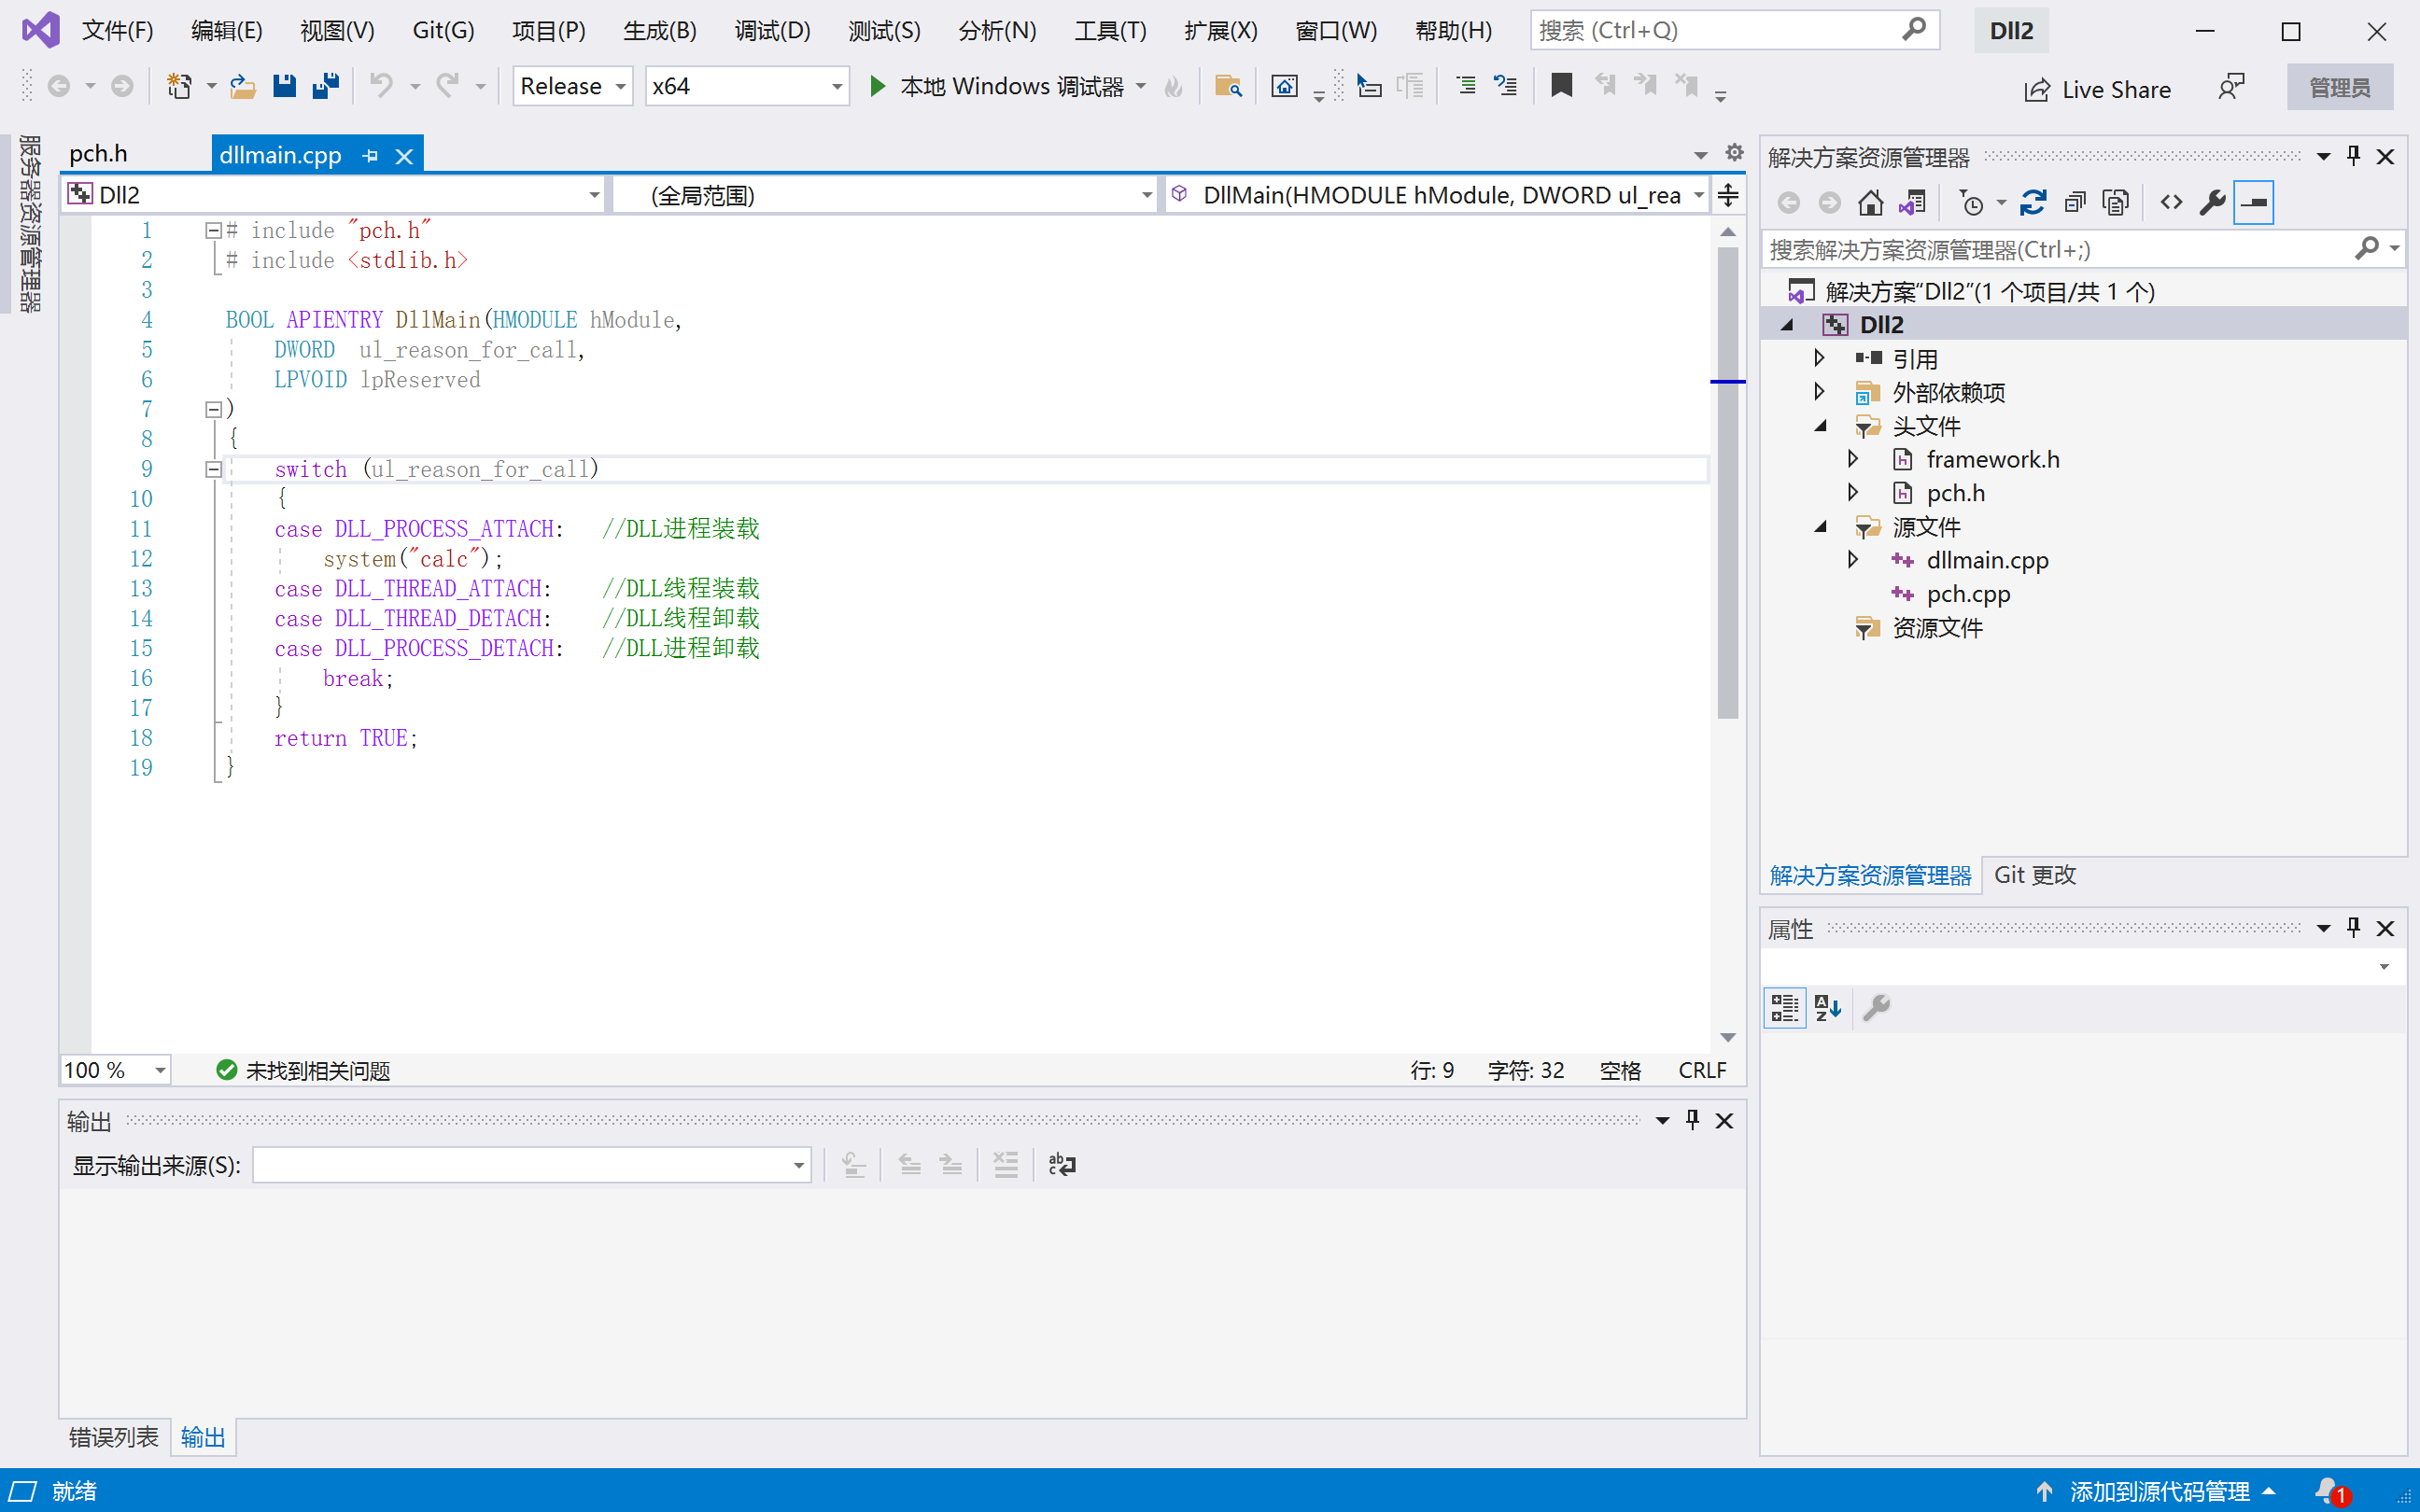 文件(F) 编辑(E) 视图(V) Git(G) 项目(P) 生成(B) 调试(D) 测试(S) 分析(N) 工具(T) 扩展(X) 窗口(W) 帮助(H) 搜索 (Ctrl+Q) Dll2
Release x64 本地 Windows 调试器 Live Share 管理员
服务器资源管理器
pch.h dllmain.cpp
Dll2 (全局范围) DllMain(HMODULE hModule, DWORD ul_rea
1 # include "pch.h"
2 # include <stdlib.h>
3
4 BOOL APIENTRY DllMain(HMODULE hModule,
5 DWORD  ul_reason_for_call,
6 LPVOID lpReserved
7 )
8 {
9 switch (ul_reason_for_call)
10 {
11 case DLL_PROCESS_ATTACH:   //DLL进程装载
12 system("calc");
13 case DLL_THREAD_ATTACH:    //DLL线程装载
14 case DLL_THREAD_DETACH:    //DLL线程卸载
15 case DLL_PROCESS_DETACH:   //DLL进程卸载
16 break;
17 }
18 return TRUE;
19 }
100 % 未找到相关问题 行: 9 字符: 32 空格 CRLF
输出
显示输出来源(S):
错误列表 输出
解决方案资源管理器
搜索解决方案资源管理器(Ctrl+;)
解决方案"Dll2"(1 个项目/共 1 个)
Dll2
引用
外部依赖项
头文件
framework.h
pch.h
源文件
dllmain.cpp
pch.cpp
资源文件
解决方案资源管理器 Git 更改
属性
就绪 添加到源代码管理 1